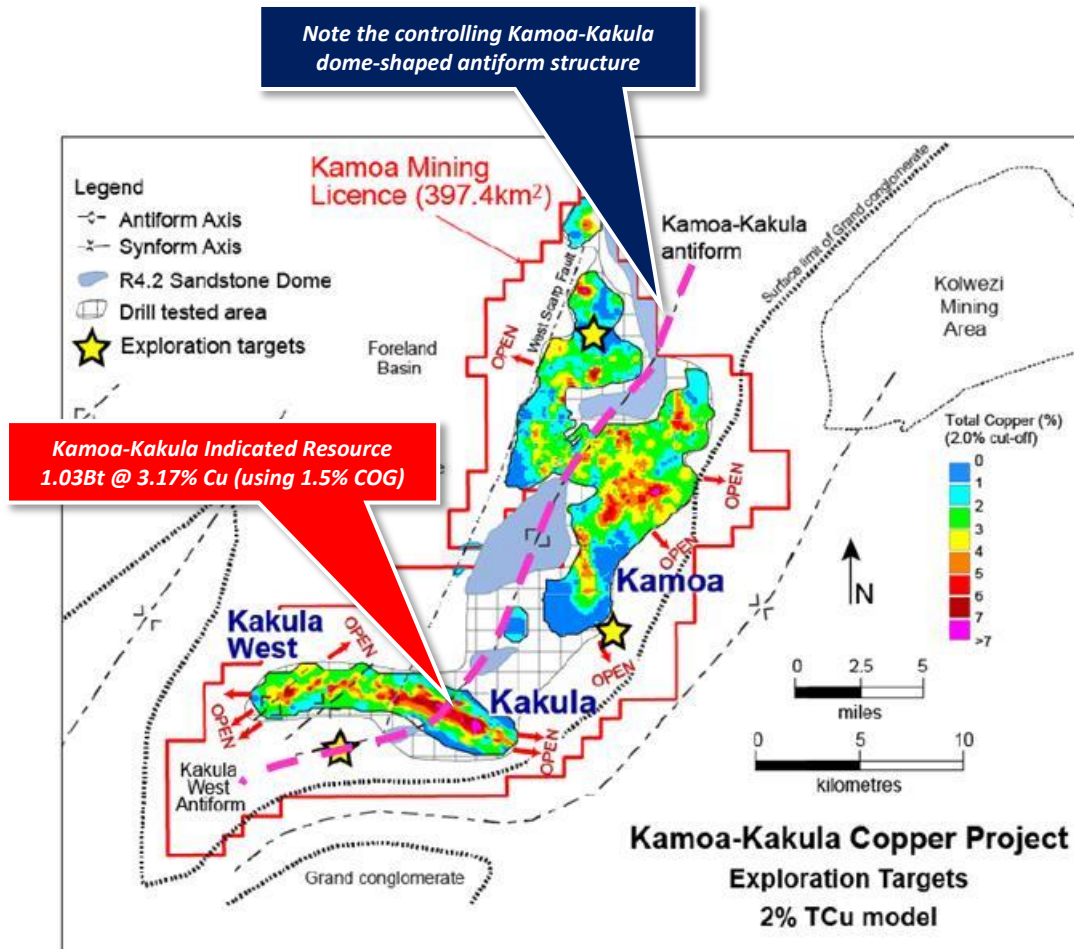 Note the controlling Kamoa-Kakula
dome-shaped antiform structure
Kamoa Mining
Licence (397.4km²)
Legend
Antiform Axis
Synform Axis
R4.2 Sandstone Dome
Drill tested area
Exploration targets
Kamoa-Kakula
antiform
Surface limit of Grand conglomerate
Kolwezi
Mining
Area
West Scarp Fault
Foreland
Basin
OPEN
Total Copper (%)
(2.0% cut-off)
0
1
2
3
4
5
6
7
>7
Kamoa-Kakula Indicated Resource
1.03Bt @ 3.17% Cu (using 1.5% COG)
OPEN
OPEN
Kamoa
N
Kakula
West
OPEN
OPEN
Kakula
OPEN
OPEN
Kakula
West
Antiform
0 2.5 5
miles
0 5 10
kilometres
Grand conglomerate
Kamoa-Kakula Copper Project
Exploration Targets
2% TCu model